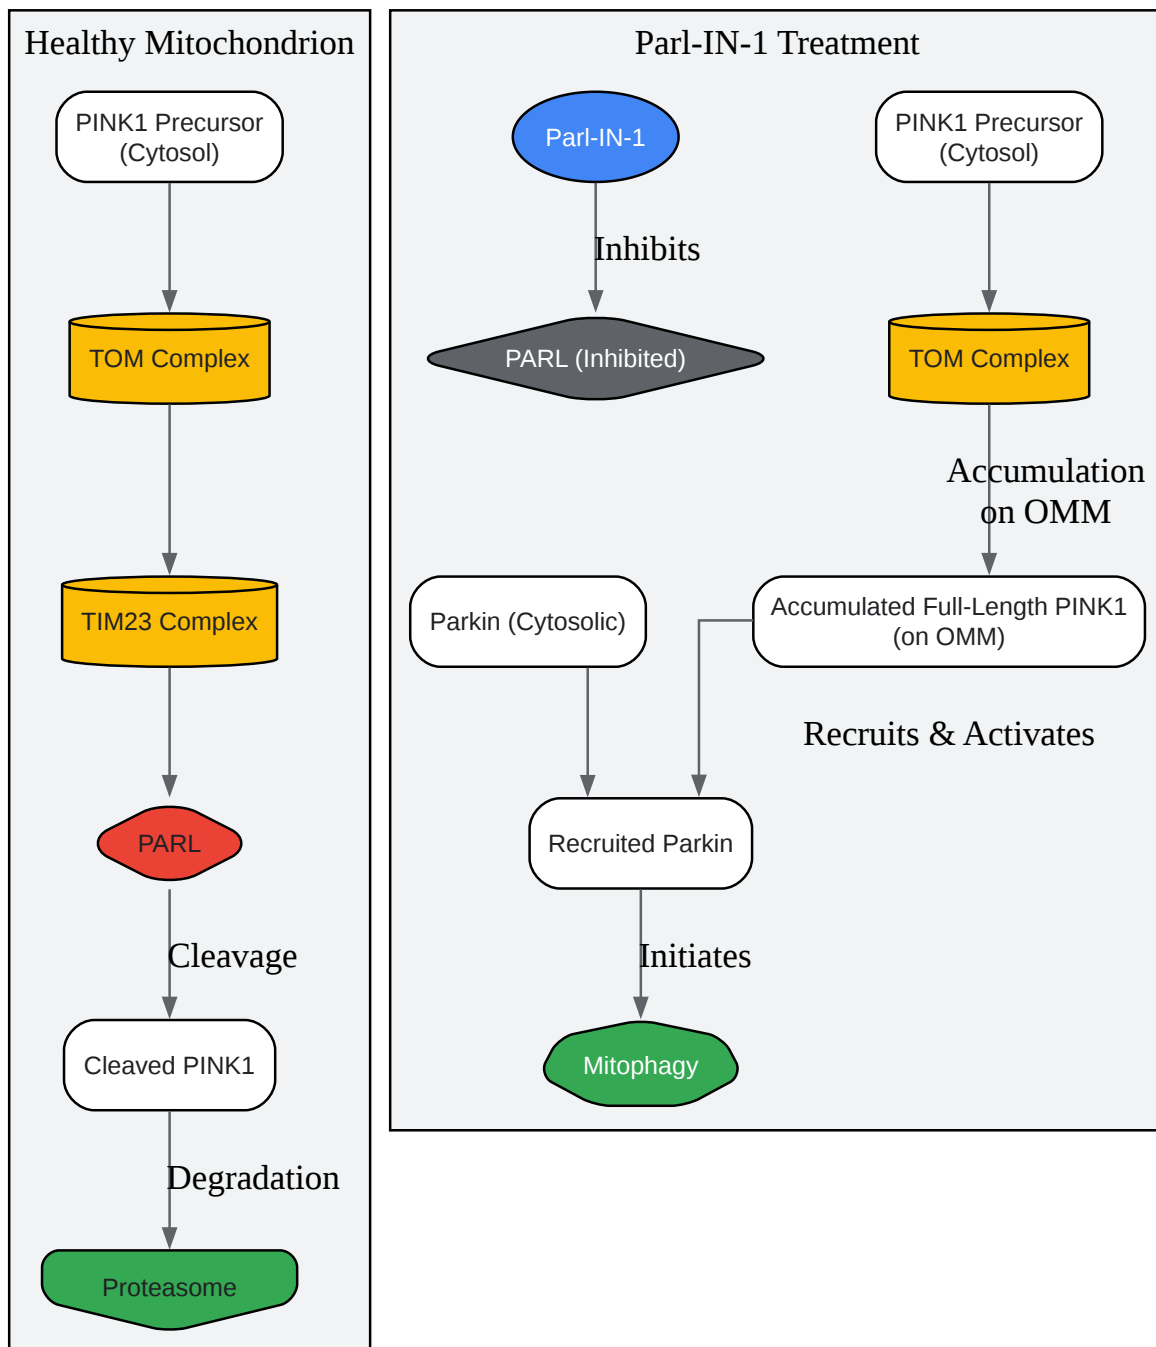 Healthy Mitochondrion
PINK1 Precursor
(Cytosol)
TOM Complex
TIM23 Complex
PARL
Cleavage
Cleaved PINK1
Degradation
Proteasome
Parl-IN-1 Treatment
Parl-IN-1
Inhibits
PARL (Inhibited)
PINK1 Precursor
(Cytosol)
TOM Complex
Accumulation
on OMM
Parkin (Cytosolic)
Accumulated Full-Length PINK1
(on OMM)
Recruits & Activates
Recruited Parkin
Initiates
Mitophagy